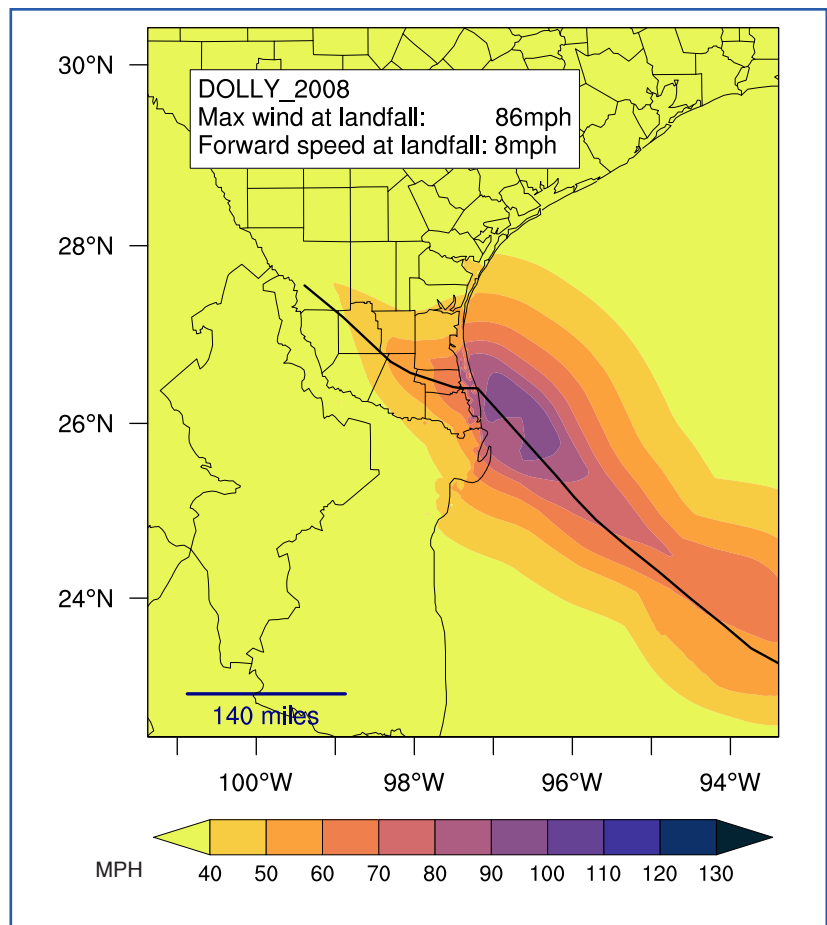 30°N
DOLLY_2008
Max wind at landfall: 86mph
Forward speed at landfall: 8mph
28°N
26°N
24°N
140 miles
100°W 98°W 96°W 94°W
MPH 40 50 60 70 80 90 100 110 120 130